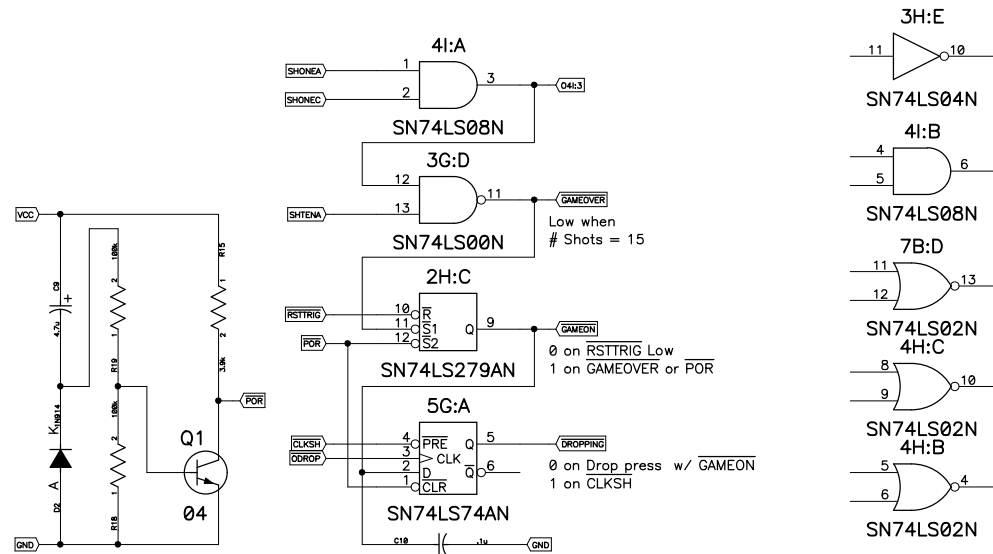 4I:A
SHONEA
1
SHONEC
2
3
O4I:3
SN74LS08N
3G:D
12
SHTENA
13
11
GAMEOVER
SN74LS00N
Low when
# Shots = 15
2H:C
RSTTRIG
10
R
11
S1
POR
12
S2
Q
9
GAMEON
SN74LS279AN
0 on RSTTRIG Low
1 on GAMEOVER or POR
5G:A
CLKSH
4
PRE
Q
5
DROPPING
ODROP
3
CLK
2
D
Q
6
1
CLR
SN74LS74AN
0 on Drop press w/ GAMEON
1 on CLKSH
C10
.1u
GND
VCC
C9
+
4.7u
100k
2
1
R19
R15
1
2
3.9k
POR
K
1N914
A
D2
100k
2
1
R18
Q1
04
GND
3H:E
11
10
SN74LS04N
4I:B
4
5
6
SN74LS08N
7B:D
11
12
13
SN74LS02N
4H:C
8
9
10
SN74LS02N
4H:B
5
6
4
SN74LS02N